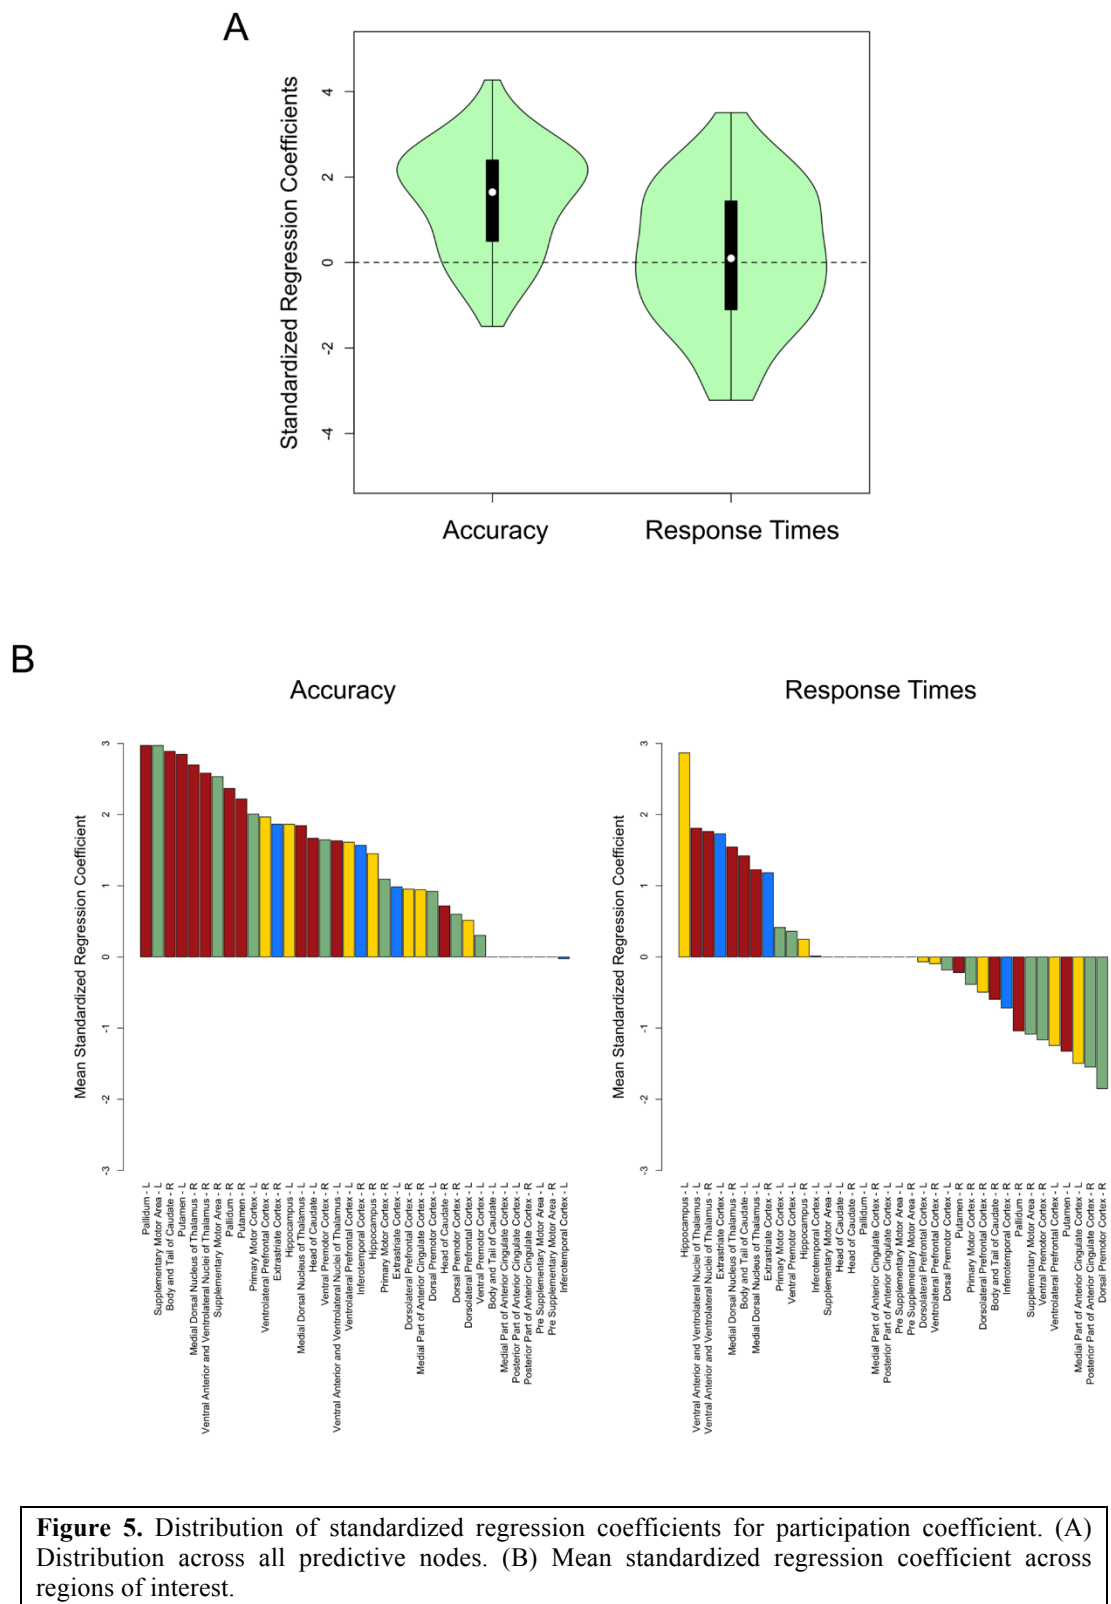 A
Standardized Regression Coefficients
4
2
0
-2
-4
Accuracy
Response Times
B
Accuracy
Mean Standardized Regression Coefficient
3
2
1
0
-1
-2
-3
Pallidum - L
Supplementary Motor Area - L
Body and Tail of Caudate - R
Putamen - L
Medial Dorsal Nucleus of Thalamus - R
Ventral Anterior and Ventrolateral Nuclei of Thalamus - R
Supplementary Motor Area - R
Pallidum - R
Putamen - R
Primary Motor Cortex - L
Ventrolateral Prefrontal Cortex - R
Extrastriate Cortex - R
Hippocampus - L
Medial Dorsal Nucleus of Thalamus - L
Head of Caudate - L
Ventral Premotor Cortex - R
Ventral Anterior and Ventrolateral Nuclei of Thalamus - L
Ventrolateral Prefrontal Cortex - L
Inferotemporal Cortex - R
Hippocampus - R
Primary Motor Cortex - R
Extrastriate Cortex - L
Dorsolateral Prefrontal Cortex - R
Medial Part of Anterior Cingulate Cortex - R
Dorsal Premotor Cortex - L
Head of Caudate - R
Dorsal Premotor Cortex - R
Dorsolateral Prefrontal Cortex - L
Ventral Premotor Cortex - L
Body and Tail of Caudate - L
Medial Part of Anterior Cingulate Cortex - L
Posterior Part of Anterior Cingulate Cortex - L
Posterior Part of Anterior Cingulate Cortex - R
Pre Supplementary Motor Area - L
Pre Supplementary Motor Area - R
Inferotemporal Cortex - L
Response Times
Mean Standardized Regression Coefficient
3
2
1
0
-1
-2
-3
Hippocampus - L
Ventral Anterior and Ventrolateral Nuclei of Thalamus - L
Ventral Anterior and Ventrolateral Nuclei of Thalamus - R
Extrastriate Cortex - L
Medial Dorsal Nucleus of Thalamus - R
Body and Tail of Caudate - L
Medial Dorsal Nucleus of Thalamus - L
Extrastriate Cortex - R
Primary Motor Cortex - L
Ventral Premotor Cortex - L
Hippocampus - R
Inferotemporal Cortex - L
Supplementary Motor Area - L
Head of Caudate - L
Head of Caudate - R
Pallidum - L
Medial Part of Anterior Cingulate Cortex - R
Posterior Part of Anterior Cingulate Cortex - L
Pre Supplementary Motor Area - L
Pre Supplementary Motor Area - R
Dorsolateral Prefrontal Cortex - L
Ventrolateral Prefrontal Cortex - R
Dorsal Premotor Cortex - L
Putamen - R
Primary Motor Cortex - R
Dorsolateral Prefrontal Cortex - R
Body and Tail of Caudate - R
Inferotemporal Cortex - R
Pallidum - R
Supplementary Motor Area - R
Ventral Premotor Cortex - R
Ventrolateral Prefrontal Cortex - L
Putamen - L
Medial Part of Anterior Cingulate Cortex - L
Posterior Part of Anterior Cingulate Cortex - R
Dorsal Premotor Cortex - R
Figure 5. Distribution of standardized regression coefficients for participation coefficient. (A)
Distribution across all predictive nodes. (B) Mean standardized regression coefficient across
regions of interest.